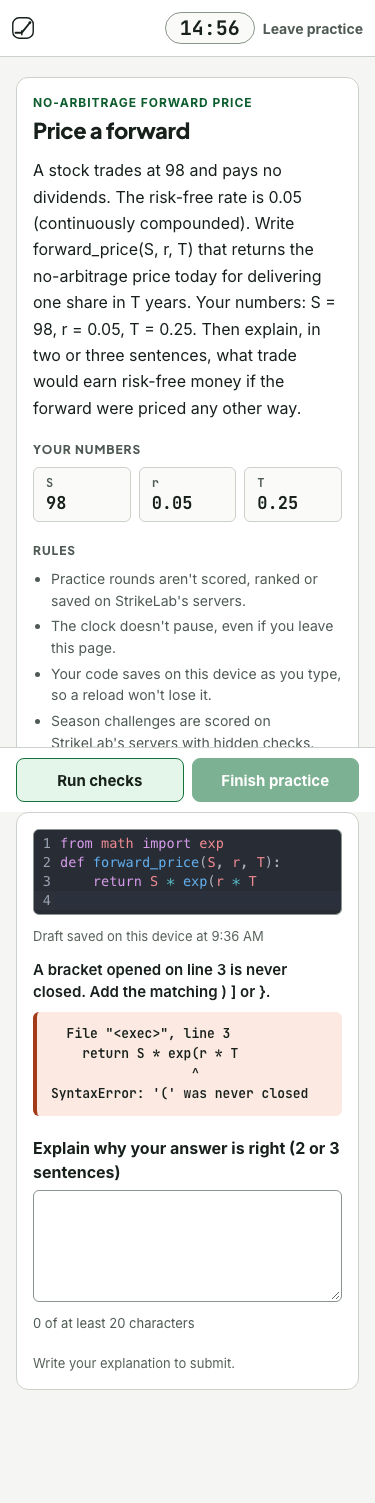 14:56
Leave practice
NO-ARBITRAGE FORWARD PRICE
Price a forward
A stock trades at 98 and pays no
dividends. The risk-free rate is 0.05
(continuously compounded). Write
forward_price(S, r, T) that returns the
no-arbitrage price today for delivering
one share in T years. Your numbers: S =
98, r = 0.05, T = 0.25. Then explain, in
two or three sentences, what trade
would earn risk-free money if the
forward were priced any other way.
YOUR NUMBERS
S
98
r
0.05
T
0.25
RULES
• Practice rounds aren't scored, ranked or
saved on StrikeLab's servers.
• The clock doesn't pause, even if you leave
this page.
• Your code saves on this device as you type,
so a reload won't lose it.
• Season challenges are scored on
StrikeLab's servers with hidden checks.
Run checks
Finish practice
1 from math import exp
2 def forward_price(S, r, T):
3     return S * exp(r * T
4
Draft saved on this device at 9:36 AM
A bracket opened on line 3 is never
closed. Add the matching ) ] or }.
  File "<exec>", line 3
    return S * exp(r * T
                  ^
SyntaxError: '(' was never closed
Explain why your answer is right (2 or 3
sentences)
0 of at least 20 characters
Write your explanation to submit.